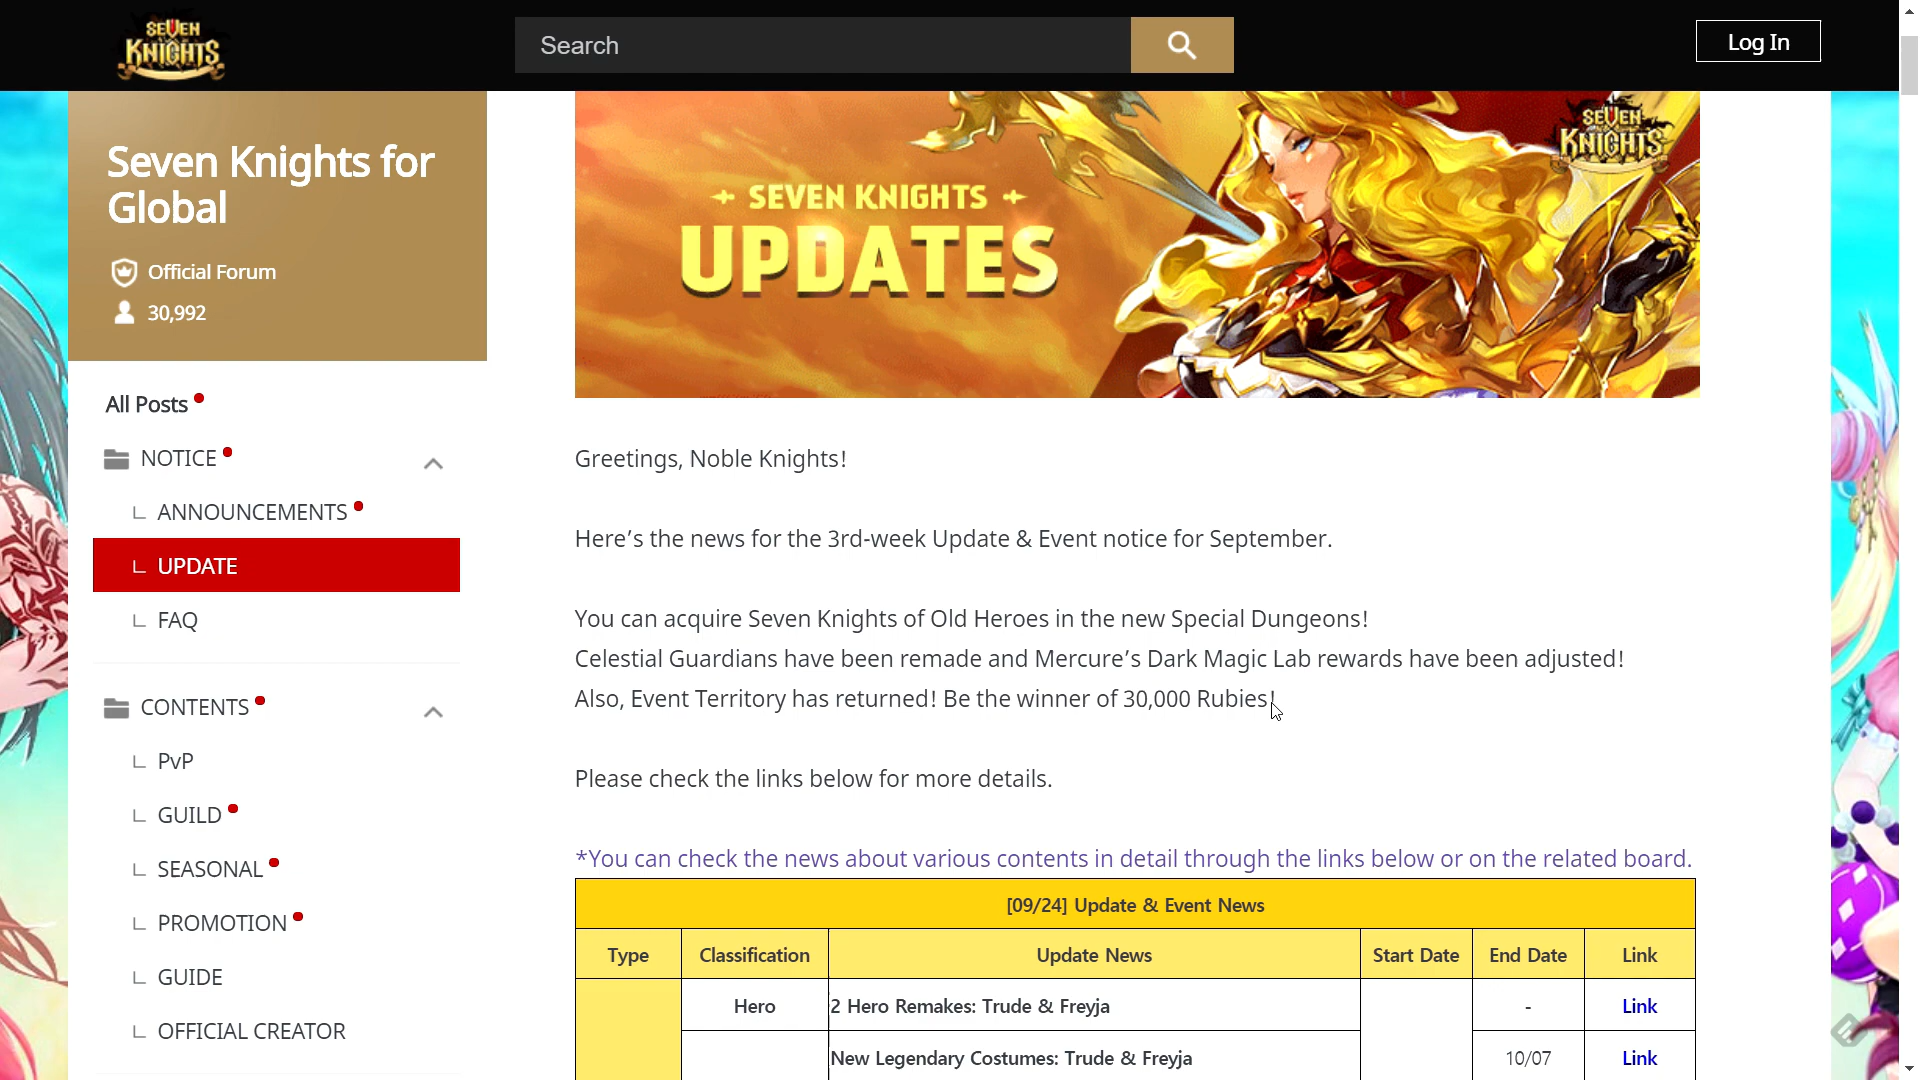 SEVEN
KNIGHTS
Search
Log In
Seven Knights for
Global
Official Forum
30,992
All Posts
NOTICE
ANNOUNCEMENTS
UPDATE
FAQ
CONTENTS
PvP
GUILD
SEASONAL
PROMOTION
GUIDE
OFFICIAL CREATOR
SEVEN KNIGHTS
UPDATES
SEVEN
KNIGHTS
Greetings, Noble Knights!
Here’s the news for the 3rd-week Update & Event notice for September.
You can acquire Seven Knights of Old Heroes in the new Special Dungeons!
Celestial Guardians have been remade and Mercure’s Dark Magic Lab rewards have been adjusted!
Also, Event Territory has returned! Be the winner of 30,000 Rubies!
Please check the links below for more details.
*You can check the news about various contents in detail through the links below or on the related board.
[09/24] Update & Event News
Type Classification Update News Start Date End Date Link
Hero 2 Hero Remakes: Trude & Freyja - Link
New Legendary Costumes: Trude & Freyja 10/07 Link